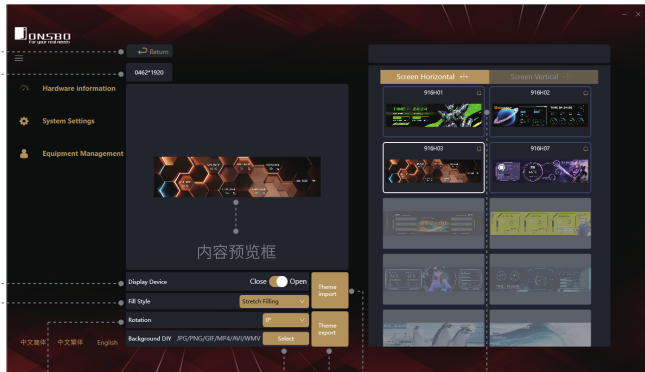 JONSBO
For your real needs
Return
0462*1920
Hardware information
System Settings
Equipment Management
Screen Horizontal
Screen Vertical
916H01
916H02
916H03
916H07
内容预览框
Display Device
Close
Open
Theme import
Fill Style
Stretch Filling
Rotation
0°
Theme export
Background DIY
JPG/PNG/GIF/MP4/AVI/WMV
Select
中文简体
中文繁体
English